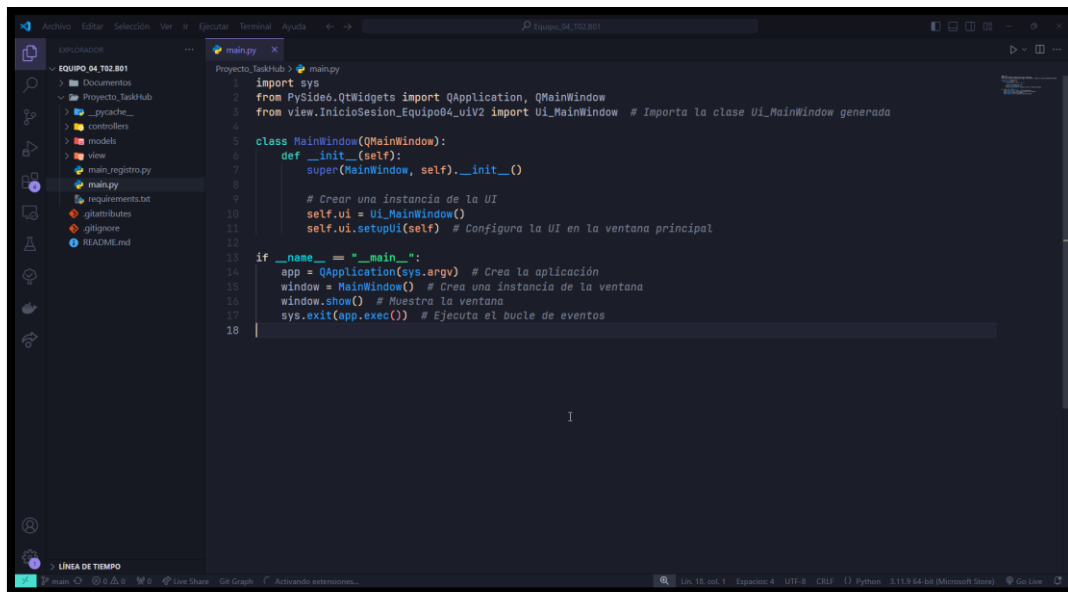 Archivo Editar Selección Ver Ir Ejecutar Terminal Ayuda
Equipo_04_T02.B01
EXPLORADOR
EQUIPO_04_T02.B01
Documentos
Proyecto_TaskHub
__pycache__
controllers
models
view
main_registro.py
main.py
requirements.txt
.gitattributes
.gitignore
README.md
LÍNEA DE TIEMPO
main.py
Proyecto_TaskHub > main.py
1 import sys
2 from PySide6.QtWidgets import QApplication, QMainWindow
3 from view.InicioSesion_Equipo04_uiV2 import Ui_MainWindow # Importa la clase Ui_MainWindow generada
4
5 class MainWindow(QMainWindow):
6 def __init__(self):
7 super(MainWindow, self).__init__()
8
9 # Crear una instancia de la UI
10 self.ui = Ui_MainWindow()
11 self.ui.setupUi(self) # Configura la UI en la ventana principal
12
13 if __name__ == "__main__":
14 app = QApplication(sys.argv) # Crea la aplicación
15 window = MainWindow() # Crea una instancia de la ventana
16 window.show() # Muestra la ventana
17 sys.exit(app.exec()) # Ejecuta el bucle de eventos
18
main 0 0 0 Live Share Git Graph Activando extensiones... Lín. 18, col. 1 Espacios: 4 UTF-8 CRLF {} Python 3.11.9 64-bit (Microsoft Store) Go Live